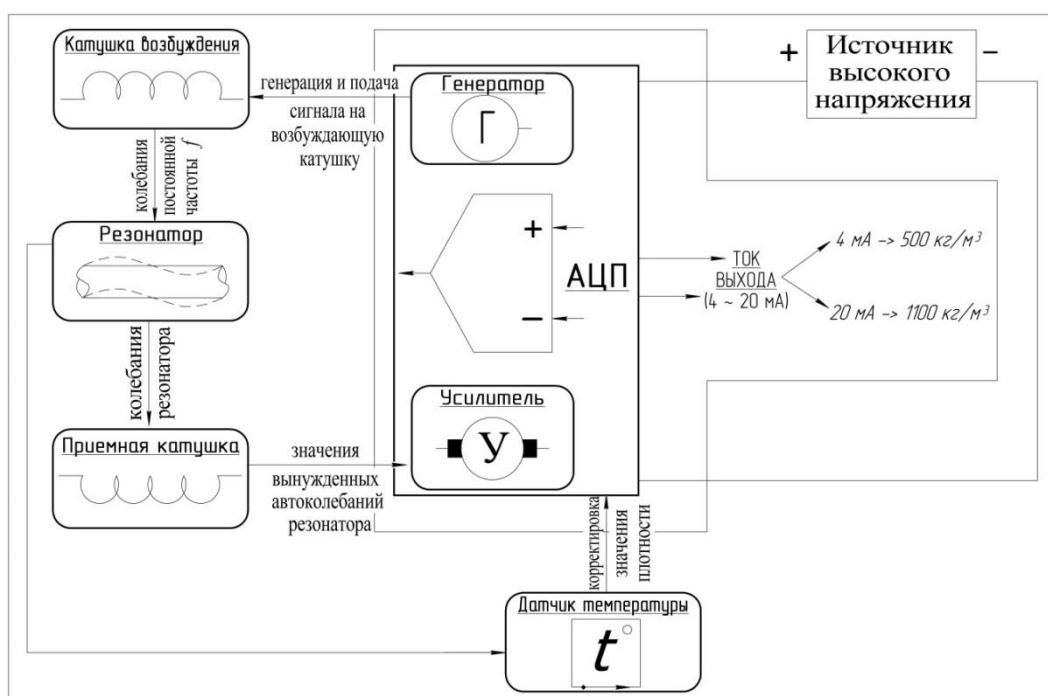 Катушка возбуждения
генерация и подача
сигнала на
возбуждающую
катушку
Генератор
Г
+
Источник
высокого
напряжения
−
колебания
постоянной
частоты f
Резонатор
+
−
АЦП
ТОК
ВЫХОДА
(4 ~ 20 мА)
4 мА -> 500 кг/м³
20 мА -> 1100 кг/м³
колебания
резонатора
Приемная катушка
значения
вынужденных
автоколебаний
резонатора
Усилитель
У
корректировка
значения
плотности
Датчик температуры
t°